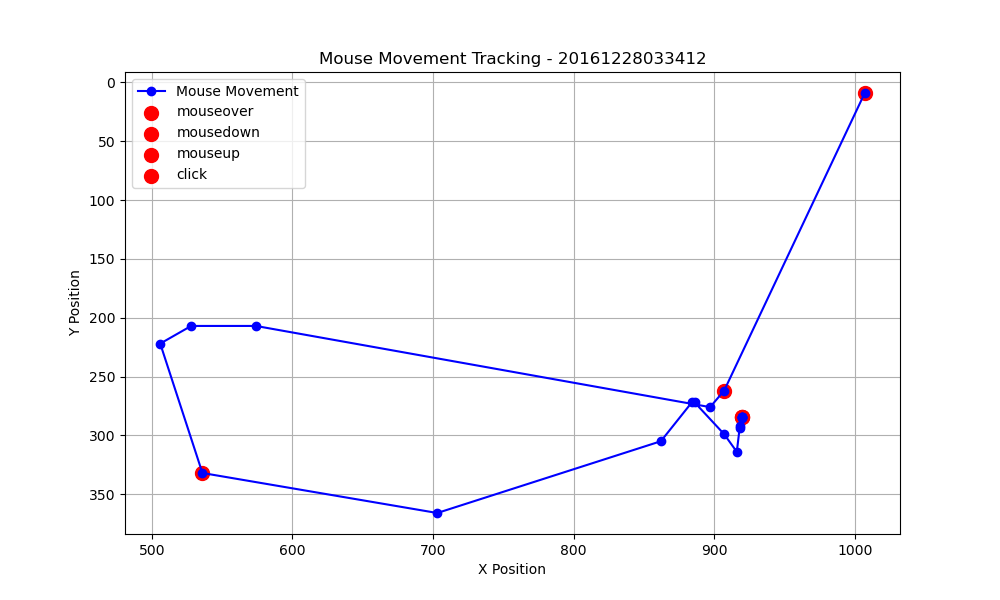 Mouse Movement Tracking - 20161228033412
Mouse Movement
mouseover
mousedown
mouseup
click
0
50
100
150
200
250
300
350
Y Position
500 600 700 800 900 1000
X Position